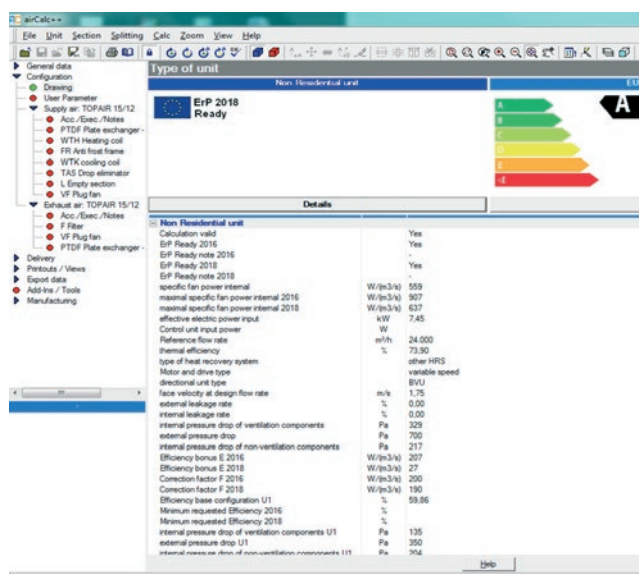 airCalc++
File Unit Section Splitting Calc Zoom View Help
General data
Configuration
Drawing
User Parameter
Supply air: TOPAIR 15/12
Acc./Exec./Notes
PTDF Plate exchanger -
WTH Heating coil
FR Anti frost frame
WTK cooling coil
TAS Drop eliminator
L Empty section
VF Plug fan
Exhaust air: TOPAIR 15/12
Acc./Exec./Notes
F Filter
VF Plug fan
PTDF Plate exchanger -
Delivery
Printouts / Views
Export data
Add-Ins / Tools
Manufacturing
Type of unit
Non Residential unit
EU
ErP 2018
Ready
A
B
C
D
E
<E
A
Details
Non Residential unit
Calculation valid Yes
ErP Ready 2016 Yes
ErP Ready note 2016 -
ErP Ready 2018 Yes
ErP Ready note 2018 -
specific fan power internal W/(m3/s) 559
maximal specific fan power internal 2016 W/(m3/s) 907
maximal specific fan power internal 2018 W/(m3/s) 637
effective electric power input kW 7,45
Control unit input power W
Reference flow rate m³/h 24.000
thermal efficiency % 73,90
type of heat recovery system other HRS
Motor and drive type variable speed
directional unit type BVU
face velocity at design flow rate m/s 1,75
external leakage rate % 0,00
internal leakage rate % 0,00
internal pressure drop of ventilation components Pa 329
external pressure drop Pa 700
internal pressure drop of non-ventilation components Pa 217
Efficiency bonus E 2016 W/(m3/s) 207
Efficiency bonus E 2018 W/(m3/s) 27
Correction factor F 2016 W/(m3/s) 200
Correction factor F 2018 W/(m3/s) 190
Efficiency base configuration U1 % 59,86
Minimum requested Efficiency 2016 %
Minimum requested Efficiency 2018 %
internal pressure drop of ventilation components U1 Pa 135
external pressure drop U1 Pa 350
internal pressure drop of non-ventilation components U1 Pa 204
Help